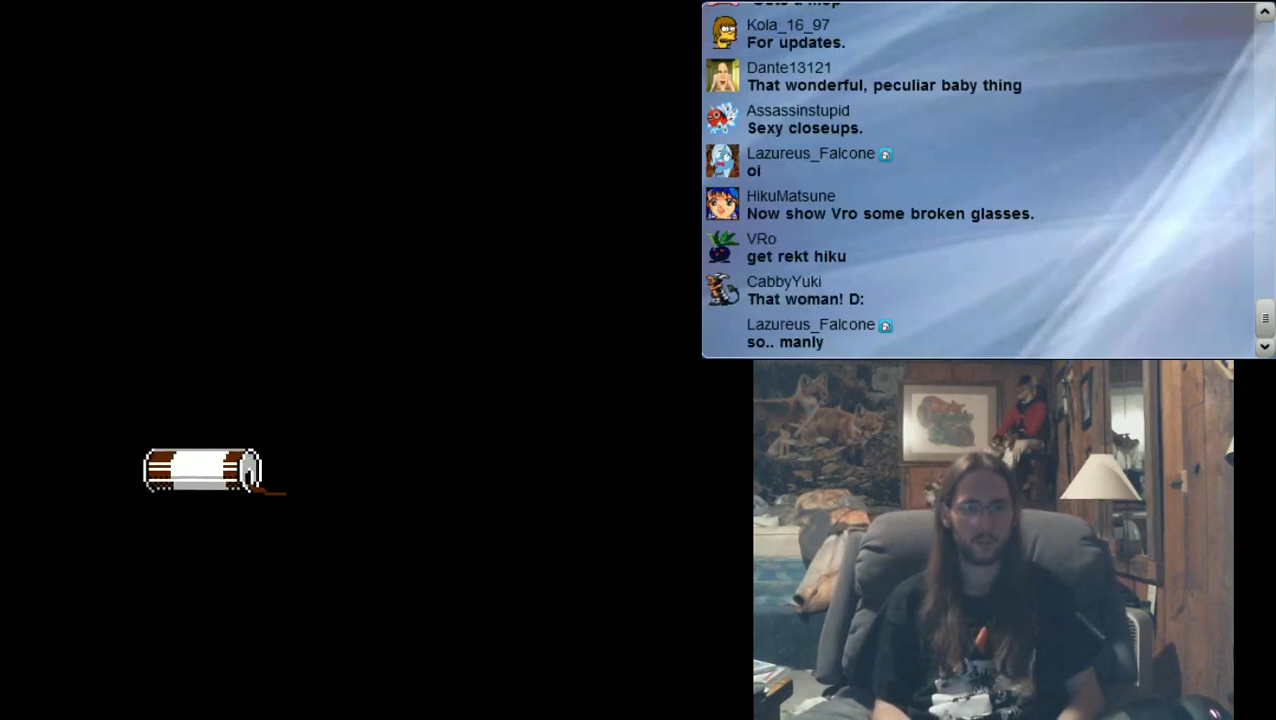 Kola_16_97
For updates.
Dante13121
That wonderful, peculiar baby thing
Assassinstupid
Sexy closeups.
Lazureus_Falcone
oi
HikuMatsune
Now show Vro some broken glasses.
VRo
get rekt hiku
CabbyYuki
That woman! D:
Lazureus_Falcone
so.. manly